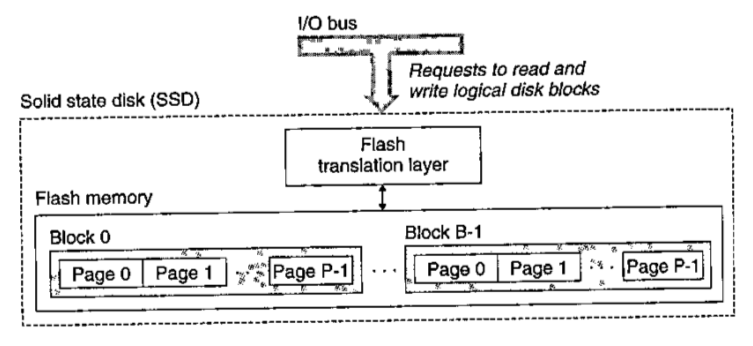 I/O bus
Requests to read and
write logical disk blocks
Solid state disk (SSD)
Flash
translation layer
Flash memory
Block 0
Block B-1
Page 0 Page 1 ... Page P-1 ... Page 0 Page 1 ... Page P-1